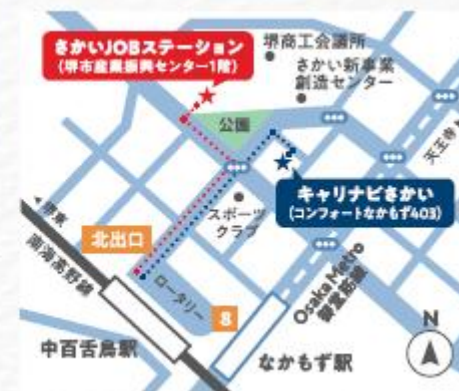 さかいJOBステーション
(堺市産業振興センター1階)
堺商工会議所
さかい新事業
創造センター
公園
天王寺
キャリナビさかい
(コンフォートなかもず403)
スポーツ
クラブ
堺東
北出口
南海高野線
ロータリー
8
Osaka Metro
御堂筋線
中百舌鳥駅
なかもず駅
N